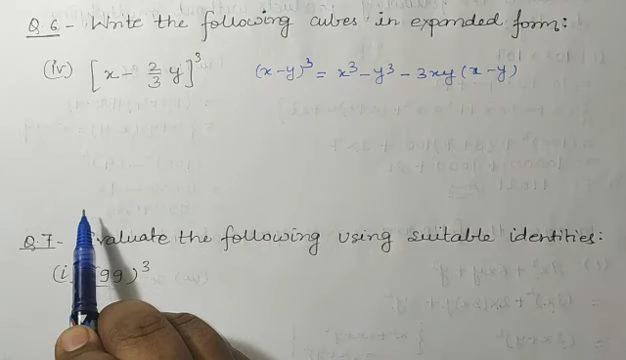 Q.6- Write the following cubes in expanded form:
(iv) [x - 2/3 y]³ (x-y)³ = x³ - y³ - 3xy (x-y)
Q.7- Evaluate the following using suitable identities:
(i) (99)³